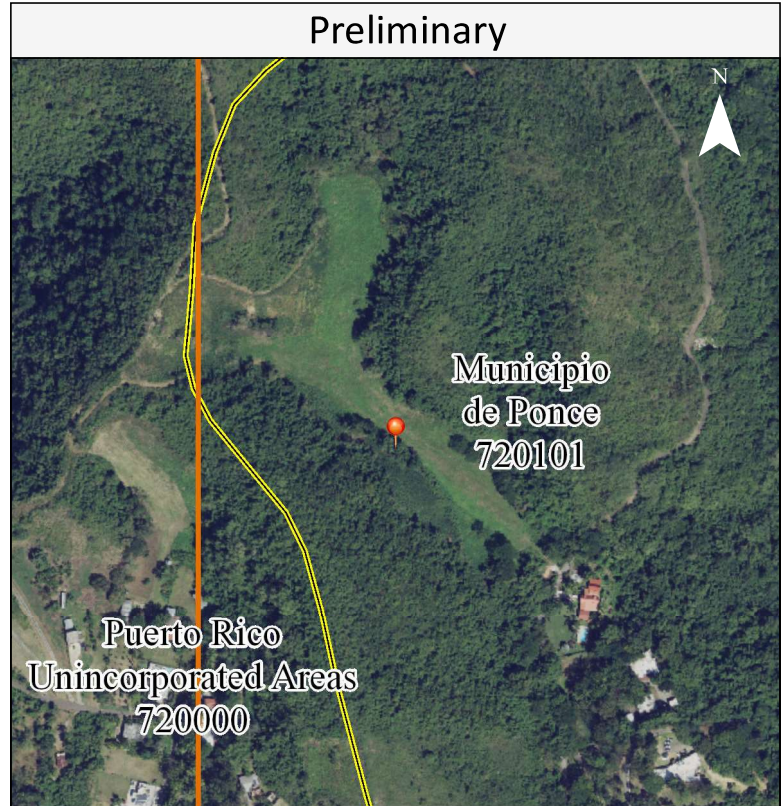 Preliminary
N
Municipio
de Ponce
720101
Puerto Rico
Unincorporated Areas
720000